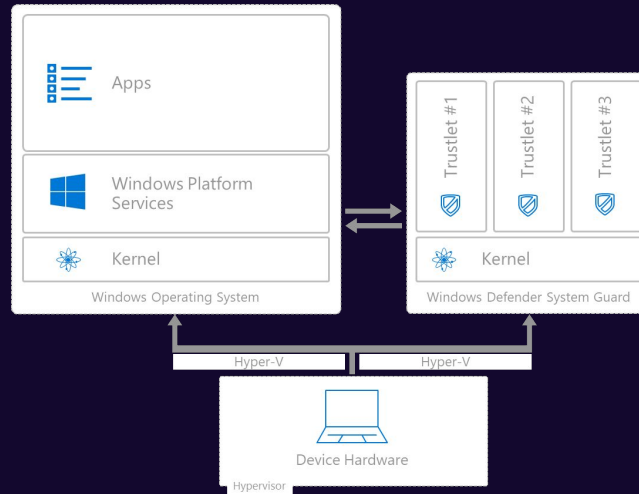 Apps
Windows Platform
Services
Kernel
Windows Operating System
Trustlet #1
Trustlet #2
Trustlet #3
Kernel
Windows Defender System Guard
Hyper-V
Hyper-V
Device Hardware
Hypervisor